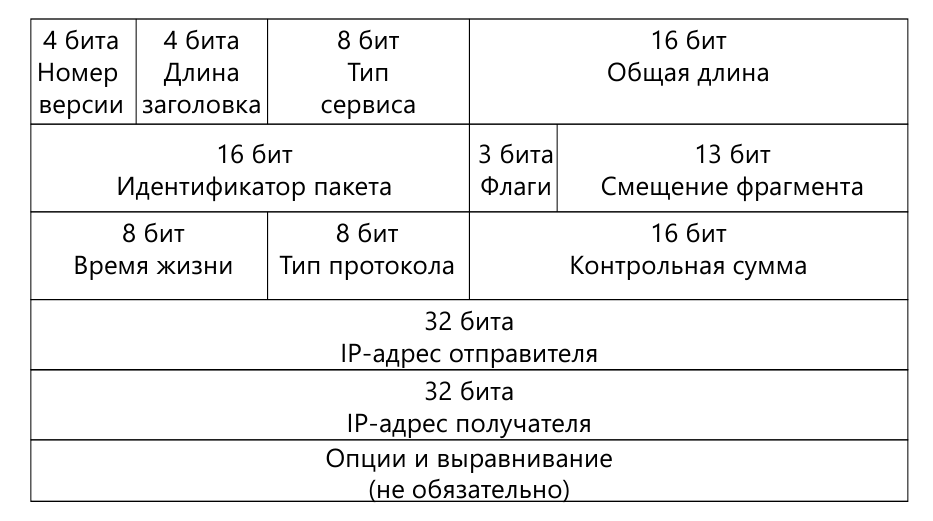 4 бита
Номер
версии
4 бита
Длина
заголовка
8 бит
Тип
сервиса
16 бит
Общая длина
16 бит
Идентификатор пакета
3 бита
Флаги
13 бит
Смещение фрагмента
8 бит
Время жизни
8 бит
Тип протокола
16 бит
Контрольная сумма
32 бита
IP-адрес отправителя
32 бита
IP-адрес получателя
Опции и выравнивание
(не обязательно)